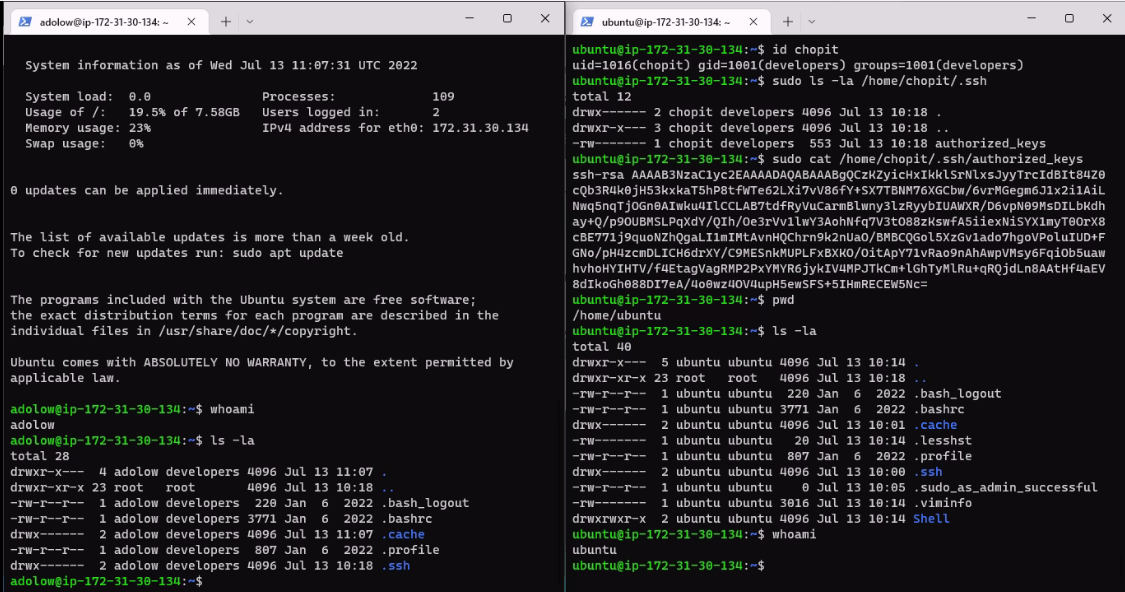 adolow@ip-172-31-30-134: ~
System information as of Wed Jul 13 11:07:31 UTC 2022
System load: 0.0 Processes: 109
Usage of /: 19.5% of 7.58GB Users logged in: 2
Memory usage: 23% IPv4 address for eth0: 172.31.30.134
Swap usage: 0%
0 updates can be applied immediately.
The list of available updates is more than a week old.
To check for new updates run: sudo apt update
The programs included with the Ubuntu system are free software;
the exact distribution terms for each program are described in the
individual files in /usr/share/doc/*/copyright.
Ubuntu comes with ABSOLUTELY NO WARRANTY, to the extent permitted by
applicable law.
adolow@ip-172-31-30-134:~$ whoami
adolow
adolow@ip-172-31-30-134:~$ ls -la
total 28
drwxr-x--- 4 adolow developers 4096 Jul 13 11:07 .
drwxr-xr-x 23 root root 4096 Jul 13 10:18 ..
-rw-r--r-- 1 adolow developers 220 Jan 6 2022 .bash_logout
-rw-r--r-- 1 adolow developers 3771 Jan 6 2022 .bashrc
drwx------ 2 adolow developers 4096 Jul 13 11:07 .cache
-rw-r--r-- 1 adolow developers 807 Jan 6 2022 .profile
drwx------ 2 adolow developers 4096 Jul 13 10:18 .ssh
adolow@ip-172-31-30-134:~$
ubuntu@ip-172-31-30-134: ~
ubuntu@ip-172-31-30-134:~$ id chopit
uid=1016(chopit) gid=1001(developers) groups=1001(developers)
ubuntu@ip-172-31-30-134:~$ sudo ls -la /home/chopit/.ssh
total 12
drwx------ 2 chopit developers 4096 Jul 13 10:18 .
drwxr-x--- 3 chopit developers 4096 Jul 13 10:18 ..
-rw------- 1 chopit developers 553 Jul 13 10:18 authorized_keys
ubuntu@ip-172-31-30-134:~$ sudo cat /home/chopit/.ssh/authorized_keys
ssh-rsa AAAAB3NzaC1yc2EAAAADAQABAAABgQCzKZyicHxIkklSrNlxsJyyTrcIdBIt84Z0
cQb3R4k0jH53kxkaT5hP8tfWTe62LXi7vV86fY+SX7TBNM76XGCbw/6vrMGegm6J1x2i1AiL
Nwq5nqTjOGn0AIwku4IlCCLAB7tdfRyVuCarmBlwny3lzRyybIUAWXR/D6vpN09MsDILbKdh
ay+Q/p9OUBMSLPqXdY/QIh/Oe3rVv1lwY3AohNfq7V3tO88zKswfA5iiexNiSYX1myT0OrX8
cBE771j9quoNZhQgaLI1mIMtAvnHQChrn9k2nUaO/BMBCQGol5XzGv1ado7hgoVPoluIUD+F
GNo/pH4zcmDLICH6drXY/C9MESnkMUPLFxBXKO/OitApY71vRao9nAhAwpVMsy6FqiOb5uaw
hvhoHYIHTV/f4EtagVagRMP2PxYMYR6jykIV4MPJTkCm+lGhTyMlRu+qRQjdLn8AAtHf4aEV
8dIkoGh088DI7eA/4o0wz4OV4upH5ewSFS+5IHmRECEW5Nc=
ubuntu@ip-172-31-30-134:~$ pwd
/home/ubuntu
ubuntu@ip-172-31-30-134:~$ ls -la
total 40
drwxr-x--- 5 ubuntu ubuntu 4096 Jul 13 10:14 .
drwxr-xr-x 23 root root 4096 Jul 13 10:18 ..
-rw-r--r-- 1 ubuntu ubuntu 220 Jan 6 2022 .bash_logout
-rw-r--r-- 1 ubuntu ubuntu 3771 Jan 6 2022 .bashrc
drwx------ 2 ubuntu ubuntu 4096 Jul 13 10:01 .cache
-rw------- 1 ubuntu ubuntu 20 Jul 13 10:14 .lesshst
-rw-r--r-- 1 ubuntu ubuntu 807 Jan 6 2022 .profile
drwx------ 2 ubuntu ubuntu 4096 Jul 13 10:00 .ssh
-rw-r--r-- 1 ubuntu ubuntu 0 Jul 13 10:05 .sudo_as_admin_successful
-rw------- 1 ubuntu ubuntu 3016 Jul 13 10:14 .viminfo
drwxrwxr-x 2 ubuntu ubuntu 4096 Jul 13 10:14 Shell
ubuntu@ip-172-31-30-134:~$ whoami
ubuntu
ubuntu@ip-172-31-30-134:~$